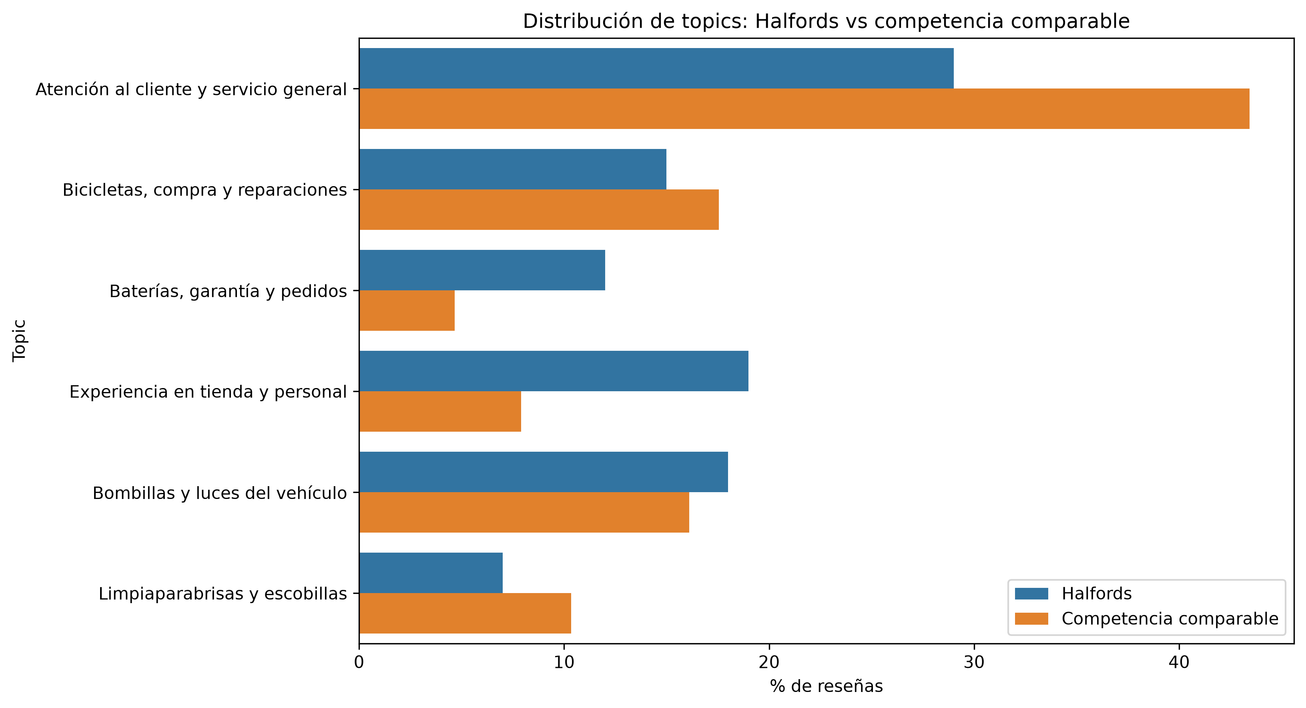 Distribución de topics: Halfords vs competencia comparable
Atención al cliente y servicio general
Bicicletas, compra y reparaciones
Baterías, garantía y pedidos
Topic
Experiencia en tienda y personal
Bombillas y luces del vehículo
Limpiaparabrisas y escobillas
Halfords
Competencia comparable
0 10 20 30 40
% de reseñas